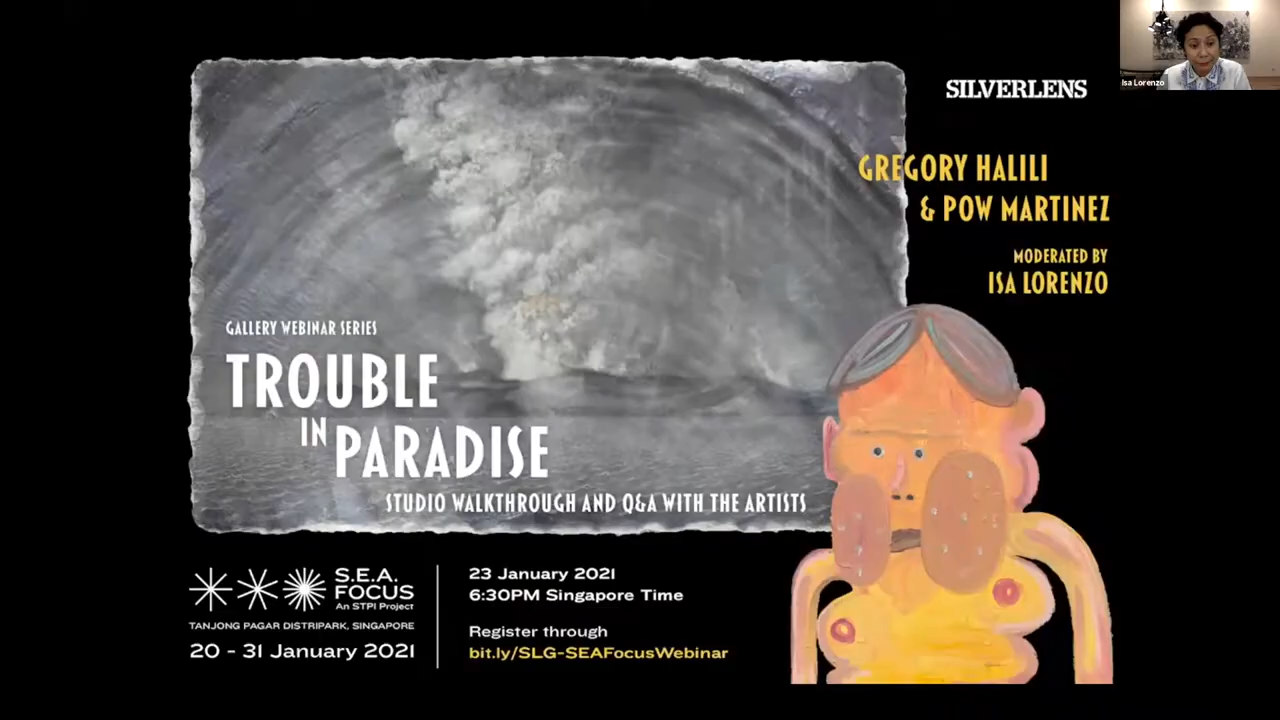 Isa Lorenzo
SILVERLENS
GREGORY HALILI
& POW MARTINEZ
MODERATED BY
ISA LORENZO
GALLERY WEBINAR SERIES
TROUBLE
IN PARADISE
STUDIO WALKTHROUGH AND Q&A WITH THE ARTISTS
S.E.A.
FOCUS
An STPI Project
TANJONG PAGAR DISTRIPARK, SINGAPORE
20 - 31 January 2021
23 January 2021
6:30PM Singapore Time
Register through
bit.ly/SLG-SEAFocusWebinar